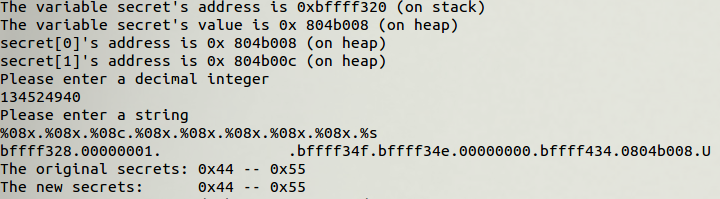 The variable secret's address is 0xbffff320 (on stack)
The variable secret's value is 0x 804b008 (on heap)
secret[0]'s address is 0x 804b008 (on heap)
secret[1]'s address is 0x 804b00c (on heap)
Please enter a decimal integer
134524940
Please enter a string
%08x.%08x.%08c.%08x.%08x.%08x.%08x.%08x.%s
bffff328.00000001.               .bffff34f.bffff34e.00000000.bffff434.0804b008.U
The original secrets: 0x44 -- 0x55
The new secrets:      0x44 -- 0x55